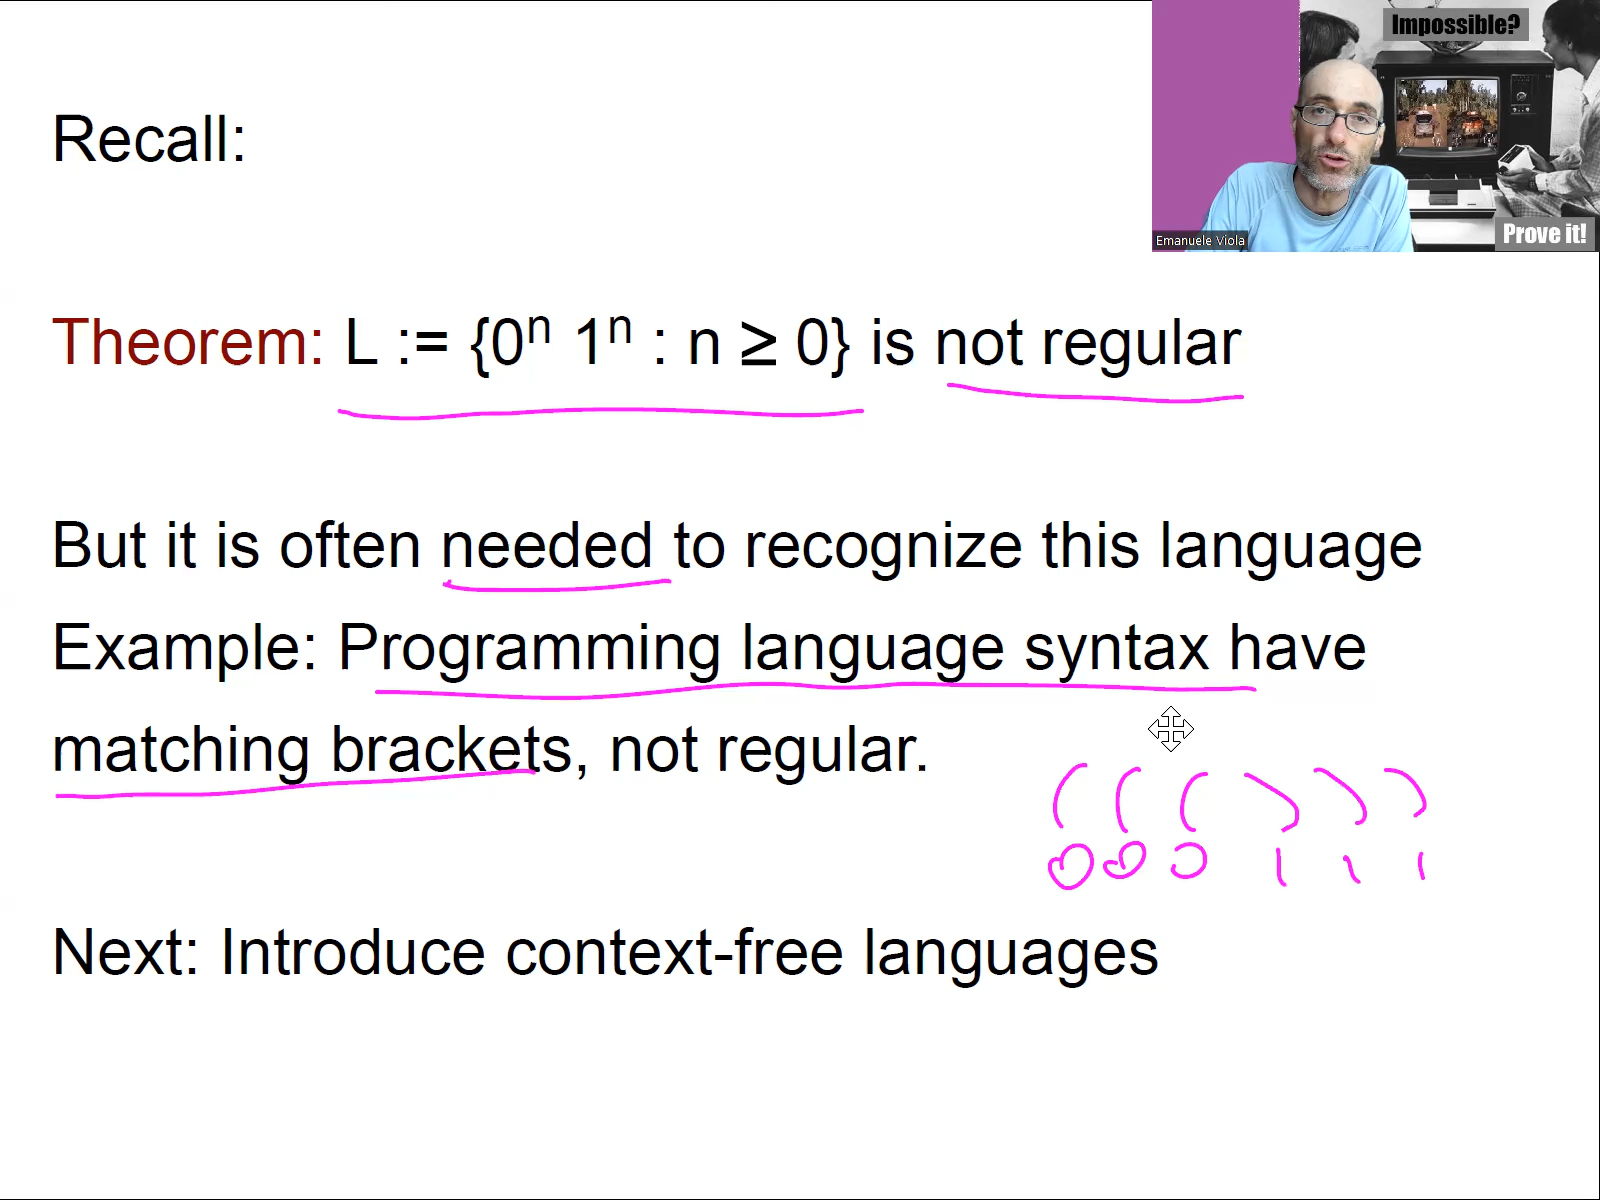 Impossible?
Recall:
Emanuele Viola
Prove it!
Theorem: L := {0ⁿ 1ⁿ : n ≥ 0} is not regular
But it is often needed to recognize this language
Example: Programming language syntax have
matching brackets, not regular.
( ( ( ) ) )
0 0 0 1 1 1
Next: Introduce context-free languages